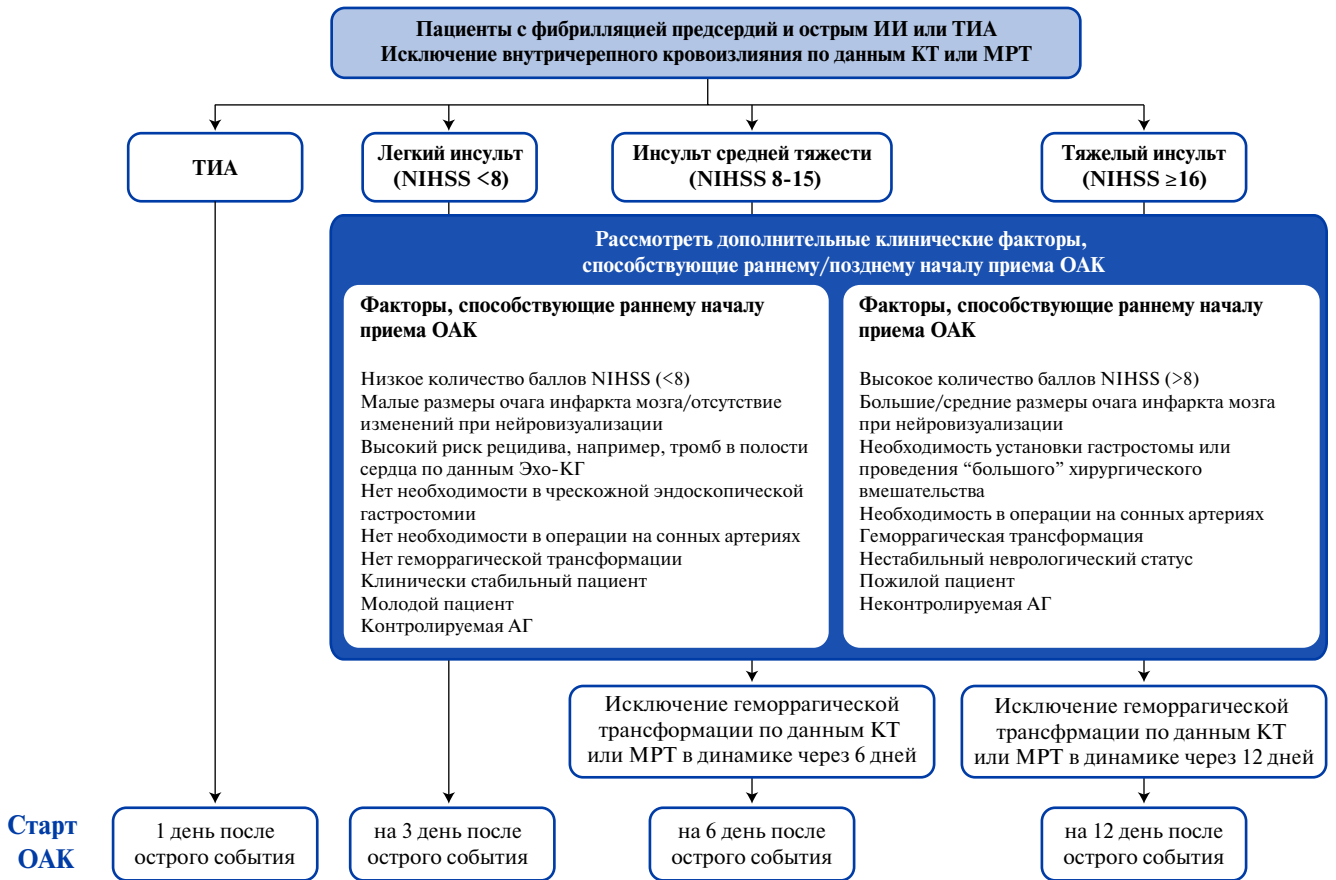 Пациенты с фибрилляцией предсердий и острым ИИ или ТИА
Исключение внутричерепного кровоизлияния по данным КТ или МРТ
ТИА
Легкий инсульт
(NIHSS <8)
Инсульт средней тяжести
(NIHSS 8-15)
Тяжелый инсульт
(NIHSS ≥16)
Рассмотреть дополнительные клинические факторы,
способствующие раннему/позднему началу приема ОАК
Факторы, способствующие раннему началу
приема ОАК
Низкое количество баллов NIHSS (<8)
Малые размеры очага инфаркта мозга/отсутствие
изменений при нейровизуализации
Высокий риск рецидива, например, тромб в полости
сердца по данным Эхо-КГ
Нет необходимости в чрескожной эндоскопической
гастростомии
Нет необходимости в операции на сонных артериях
Нет геморрагической трансформации
Клинически стабильный пациент
Молодой пациент
Контролируемая АГ
Факторы, способствующие раннему началу
приема ОАК
Высокое количество баллов NIHSS (>8)
Большие/средние размеры очага инфаркта мозга
при нейровизуализации
Необходимость установки гастростомы или
проведения “большого” хирургического
вмешательства
Необходимость в операции на сонных артериях
Геморрагическая трансформация
Нестабильный неврологический статус
Пожилой пациент
Неконтролируемая АГ
Исключение геморрагической
трансформации по данным КТ
или МРТ в динамике через 6 дней
Исключение геморрагической
трансфрмации по данным КТ
или МРТ в динамике через 12 дней
Старт
ОАК
1 день после
острого события
на 3 день после
острого события
на 6 день после
острого события
на 12 день после
острого события